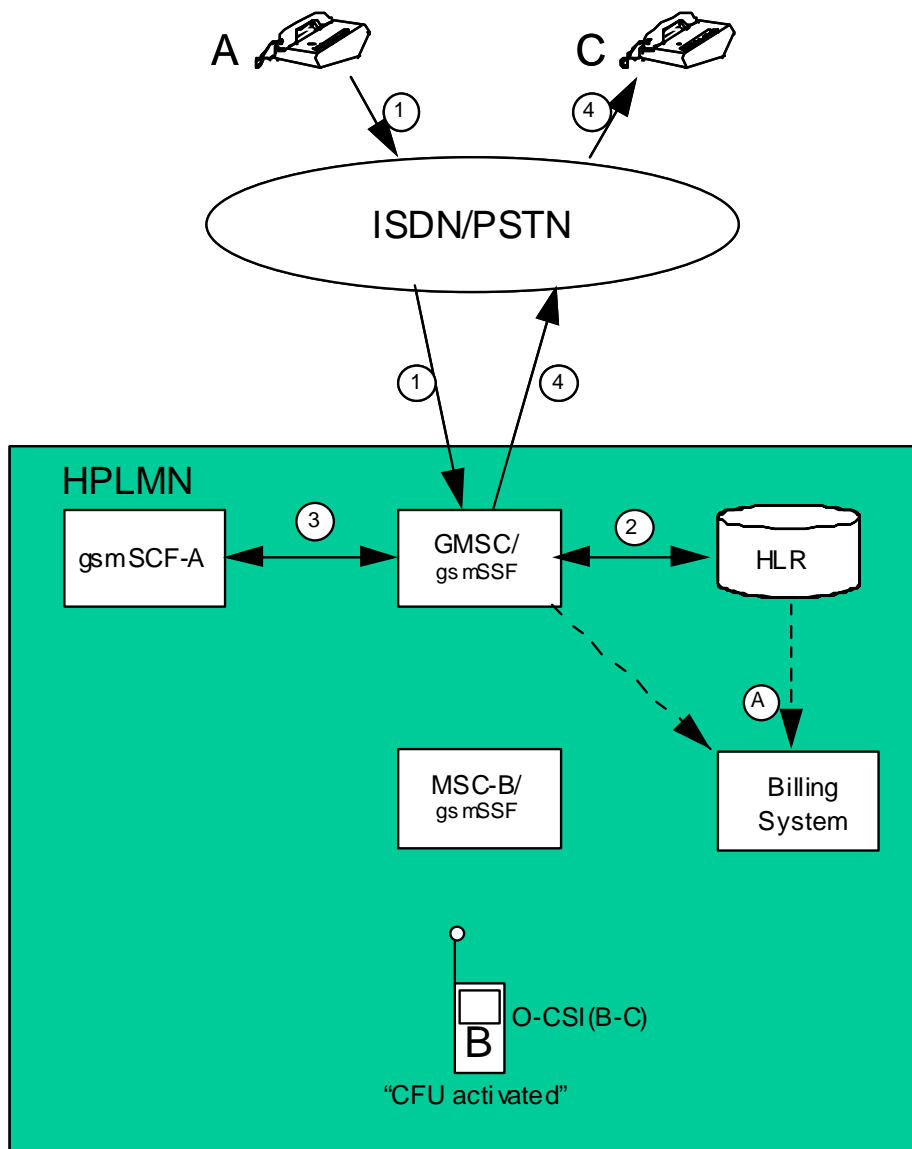 A
C
1
4
ISDN/PSTN
1
4
HPLMN
gsmSCF-A
3
GMSC/
gsmSSF
2
HLR
A
MSC-B/
gsmSSF
Billing
System
O-CSI(B-C)
B
“CFU activated”